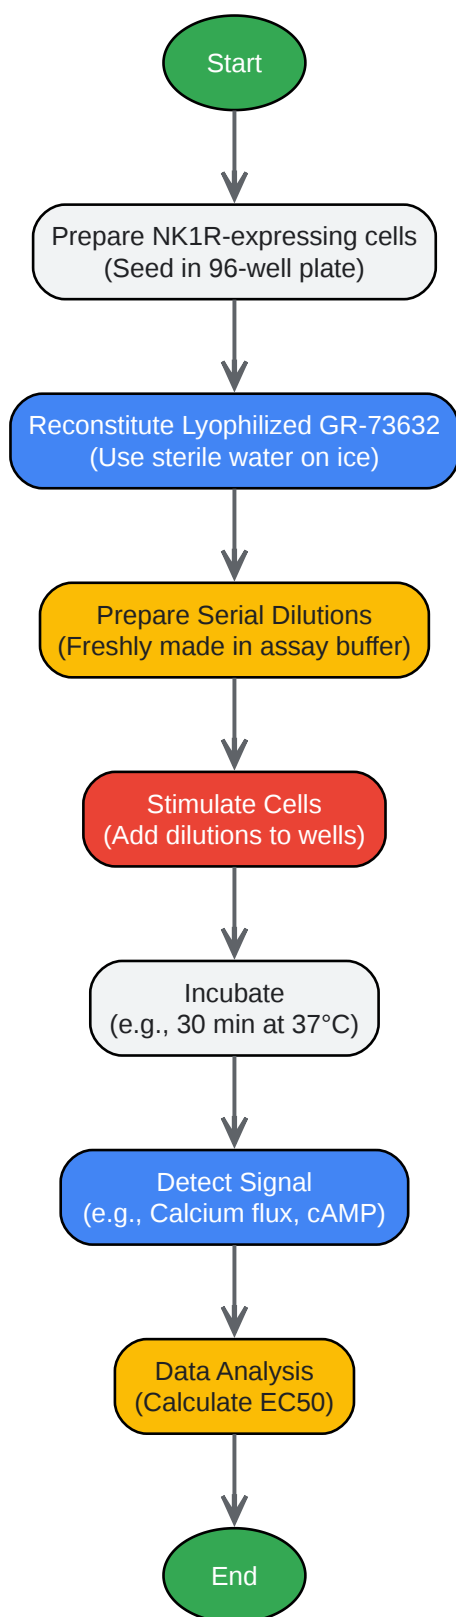 Start
Prepare NK1R-expressing cells
(Seed in 96-well plate)
Reconstitute Lyophilized GR-73632
(Use sterile water on ice)
Prepare Serial Dilutions
(Freshly made in assay buffer)
Stimulate Cells
(Add dilutions to wells)
Incubate
(e.g., 30 min at 37°C)
Detect Signal
(e.g., Calcium flux, cAMP)
Data Analysis
(Calculate EC50)
End